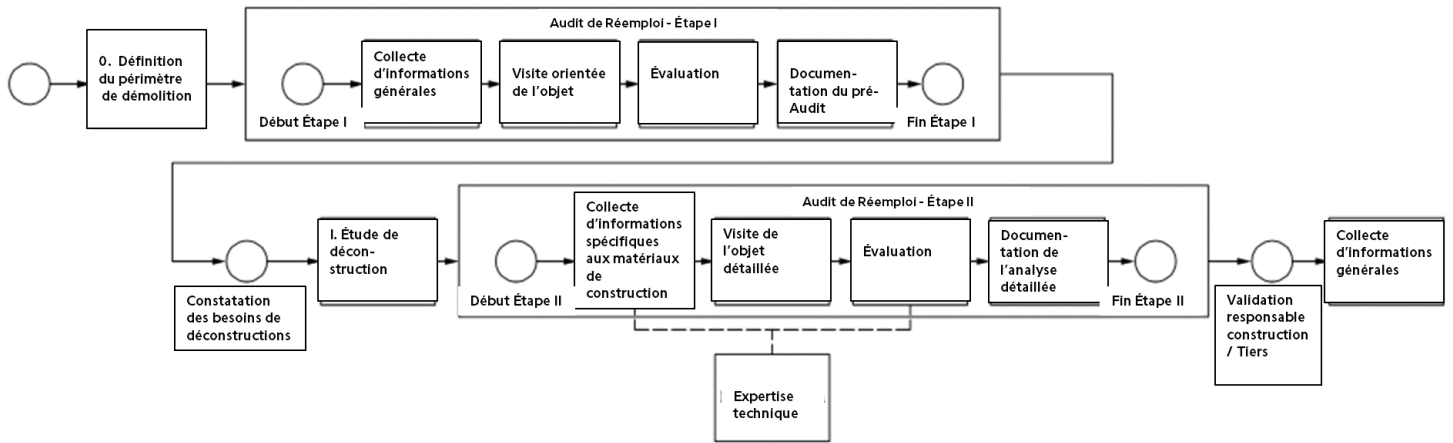 Audit de Réemploi - Étape I
0. Définition
du périmètre
de démolition
Début Étape I
Collecte
d'informations
générales
Visite orientée
de l'objet
Évaluation
Documen-
tation du pré-
Audit
Fin Étape I
Constatation
des besoins de
déconstructions
I. Étude de
décon-
struction
Audit de Réemploi - Étape II
Début Étape II
Collecte
d'informations
spécifiques
aux matériaux
de
construction
Visite de
l'objet
détaillée
Évaluation
Documen-
tation de
l'analyse
détaillée
Fin Étape II
Validation
responsable
construction
/ Tiers
Collecte
d'informations
générales
Expertise
technique